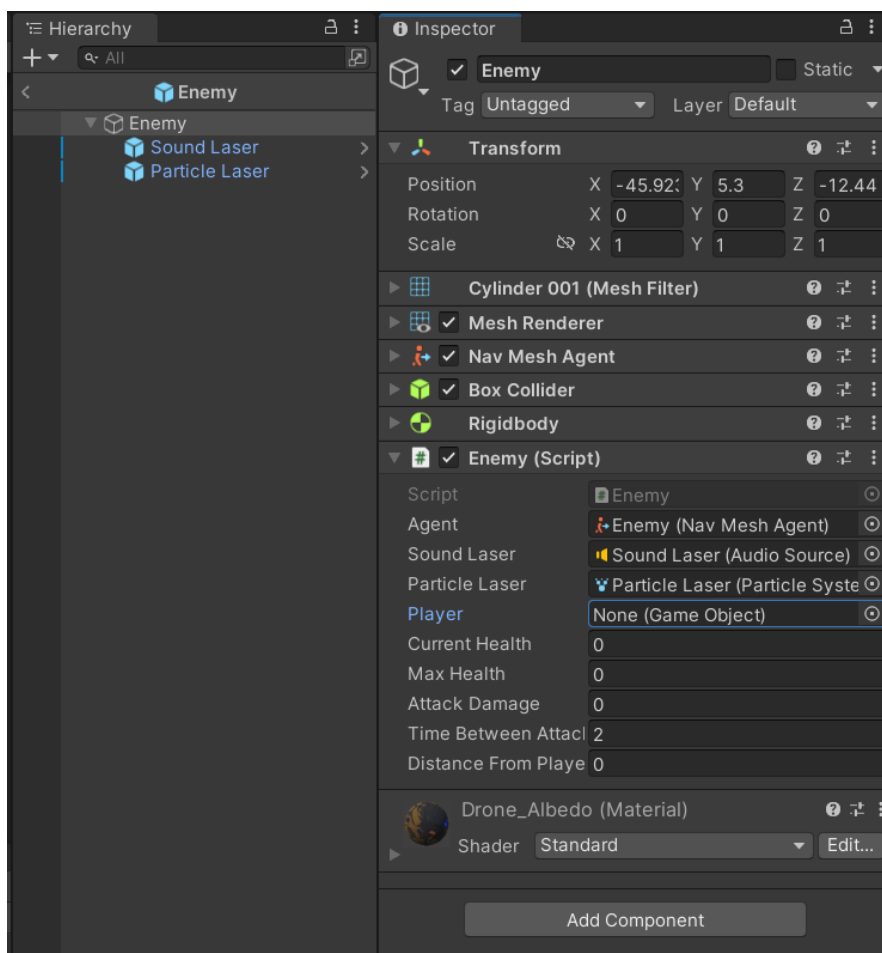 Hierarchy
All
Enemy
Enemy
Sound Laser
Particle Laser
Inspector
Enemy Static
Tag Untagged Layer Default
Transform
Position X -45.923 Y 5.3 Z -12.44
Rotation X 0 Y 0 Z 0
Scale X 1 Y 1 Z 1
Cylinder 001 (Mesh Filter)
Mesh Renderer
Nav Mesh Agent
Box Collider
Rigidbody
# Enemy (Script)
Script # Enemy
Agent Enemy (Nav Mesh Agent)
Sound Laser Sound Laser (Audio Source)
Particle Laser Particle Laser (Particle Syste
Player None (Game Object)
Current Health 0
Max Health 0
Attack Damage 0
Time Between Attacl 2
Distance From Playe 0
Drone_Albedo (Material)
Shader Standard Edit...
Add Component